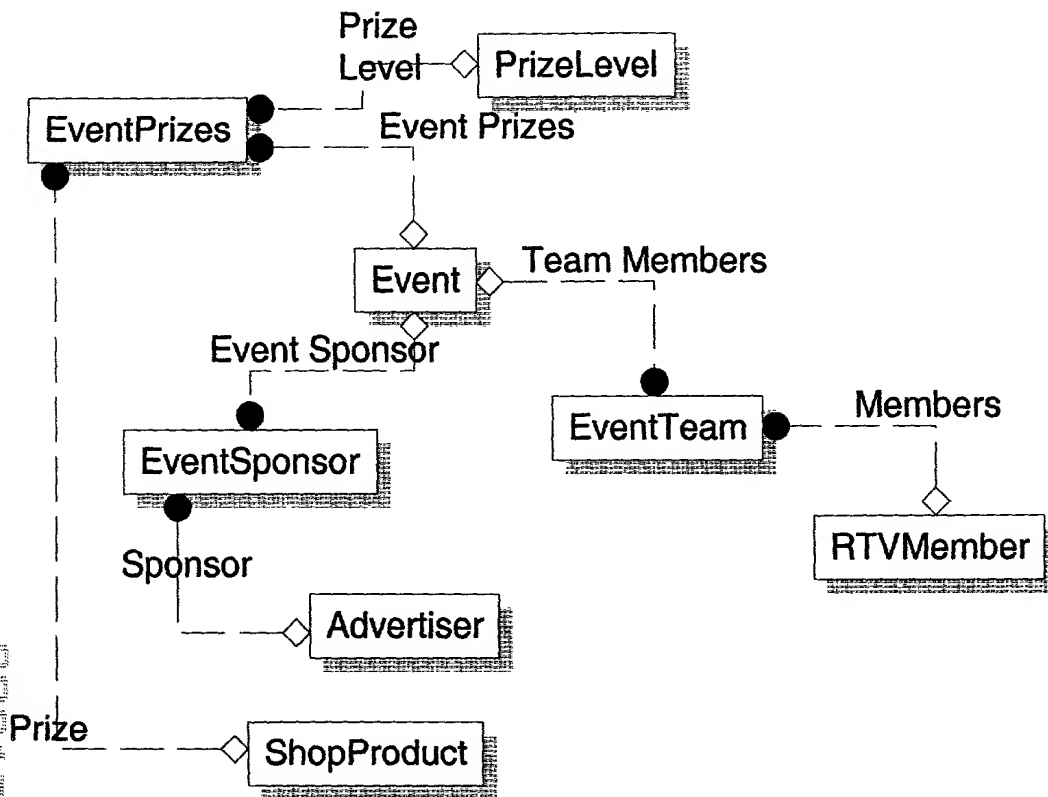 Prize
Level
PrizeLevel
EventPrizes
Event Prizes
Event
Team Members
Event Sponsor
EventTeam
Members
EventSponsor
RTVMember
Sponsor
Advertiser
Prize
ShopProduct